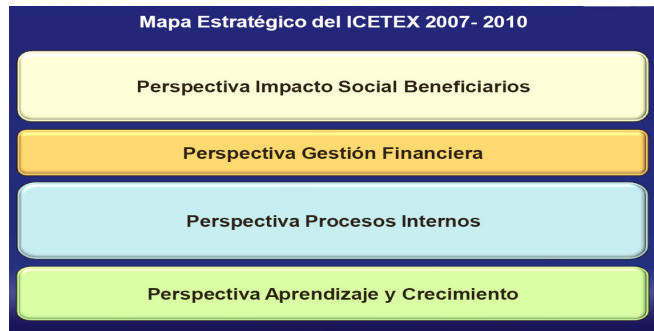 Mapa Estratégico del ICETEX 2007- 2010
Perspectiva Impacto Social Beneficiarios
Perspectiva Gestión Financiera
Perspectiva Procesos Internos
Perspectiva Aprendizaje y Crecimiento